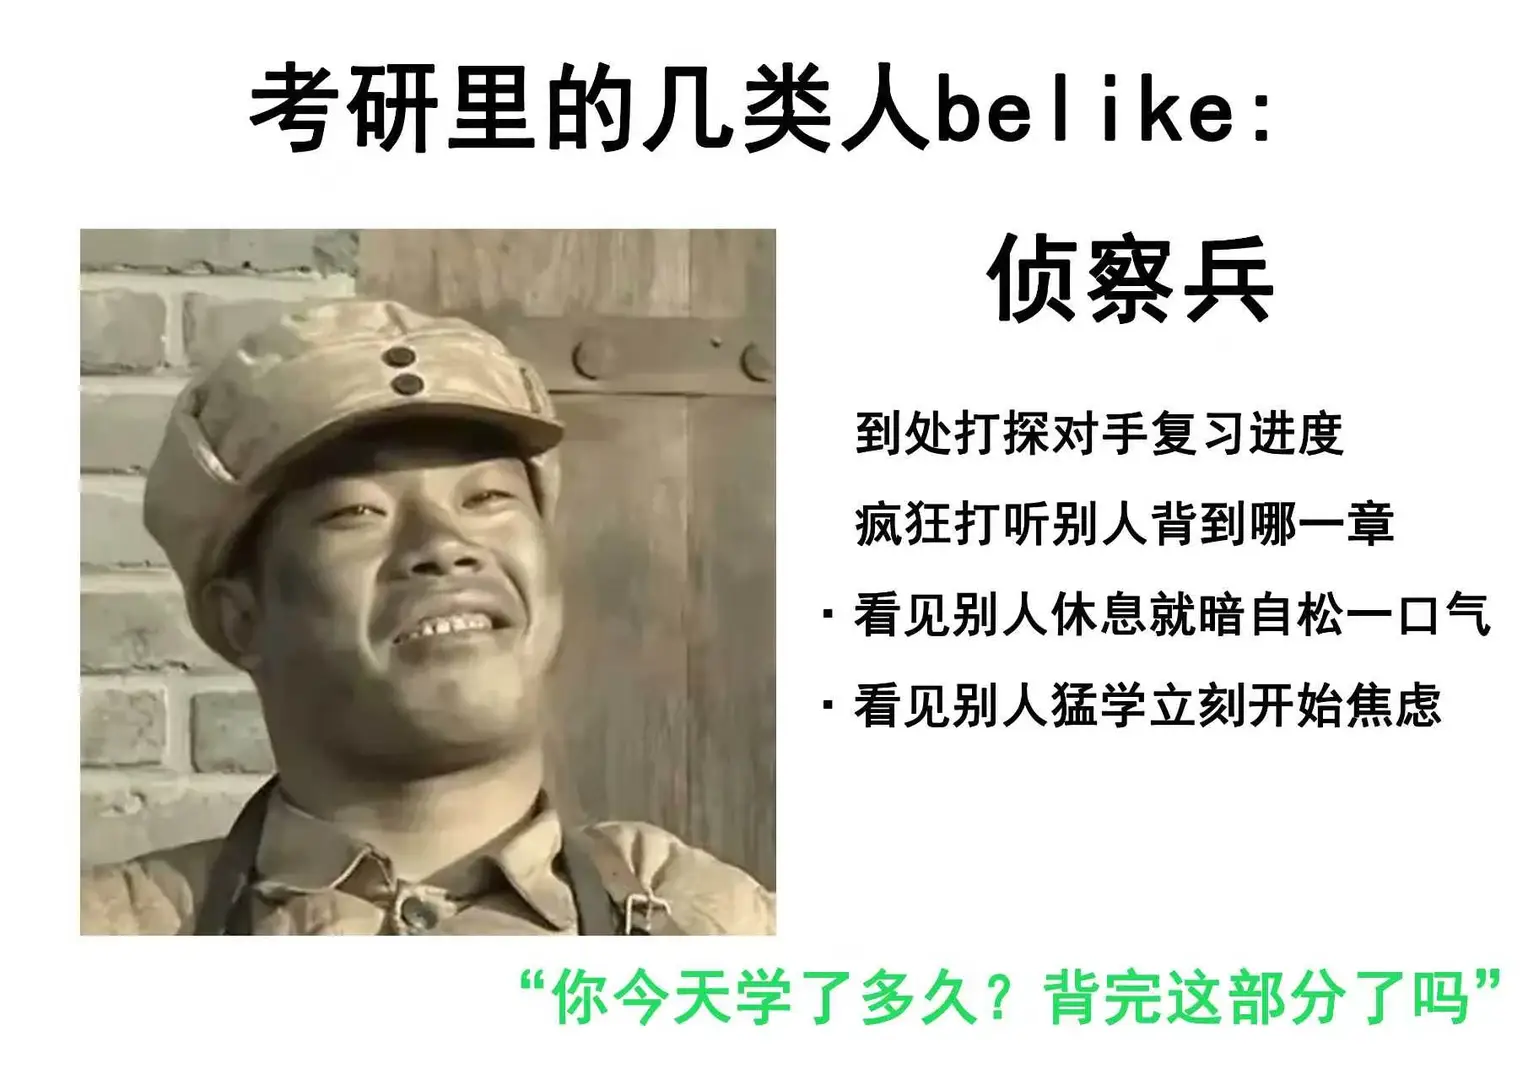 考研里的几类人belike:
侦察兵
到处打探对手复习进度
疯狂打听别人背到哪一章
·看见别人休息就暗自松一口气
·看见别人猛学立刻开始焦虑
“你今天学了多久？背完这部分了吗”